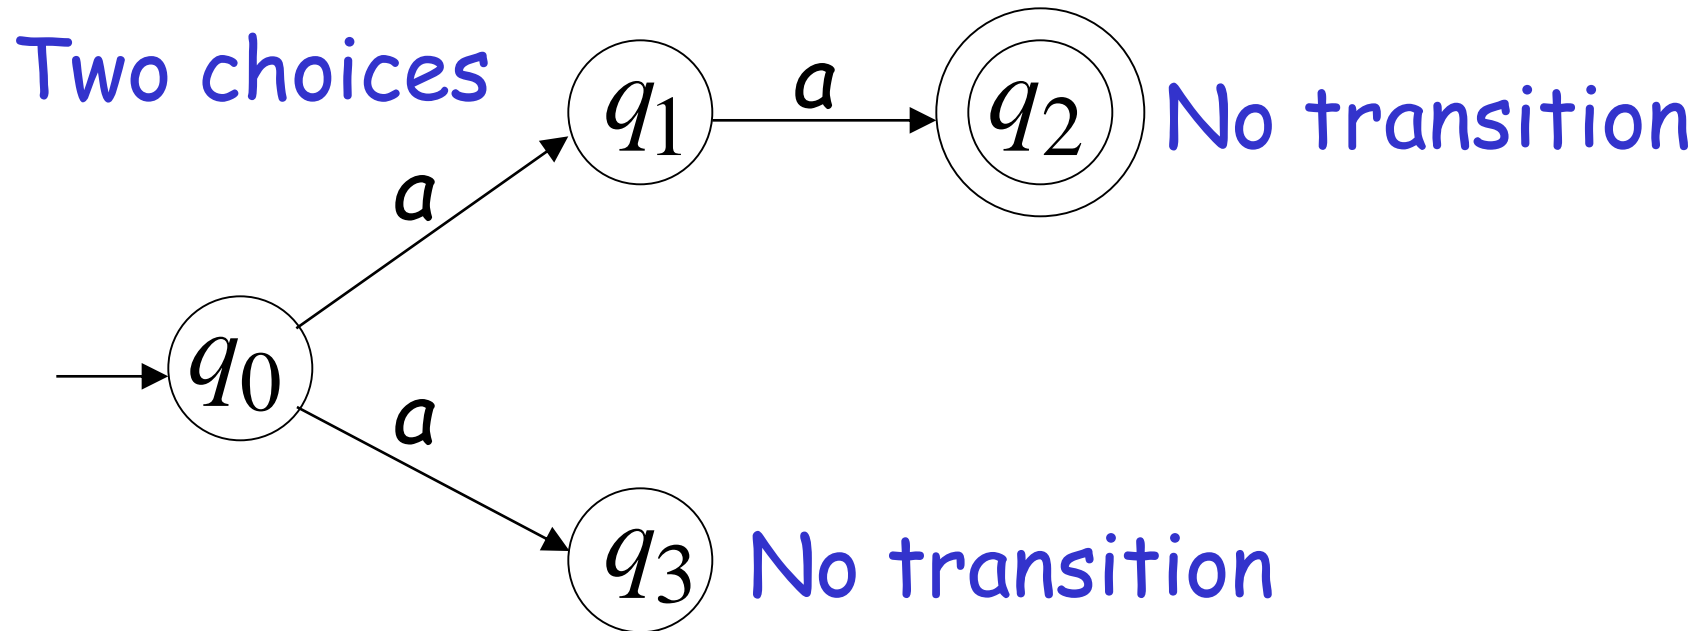 Two choices
q1
a
q2
No transition
a
q0
a
q3
No transition